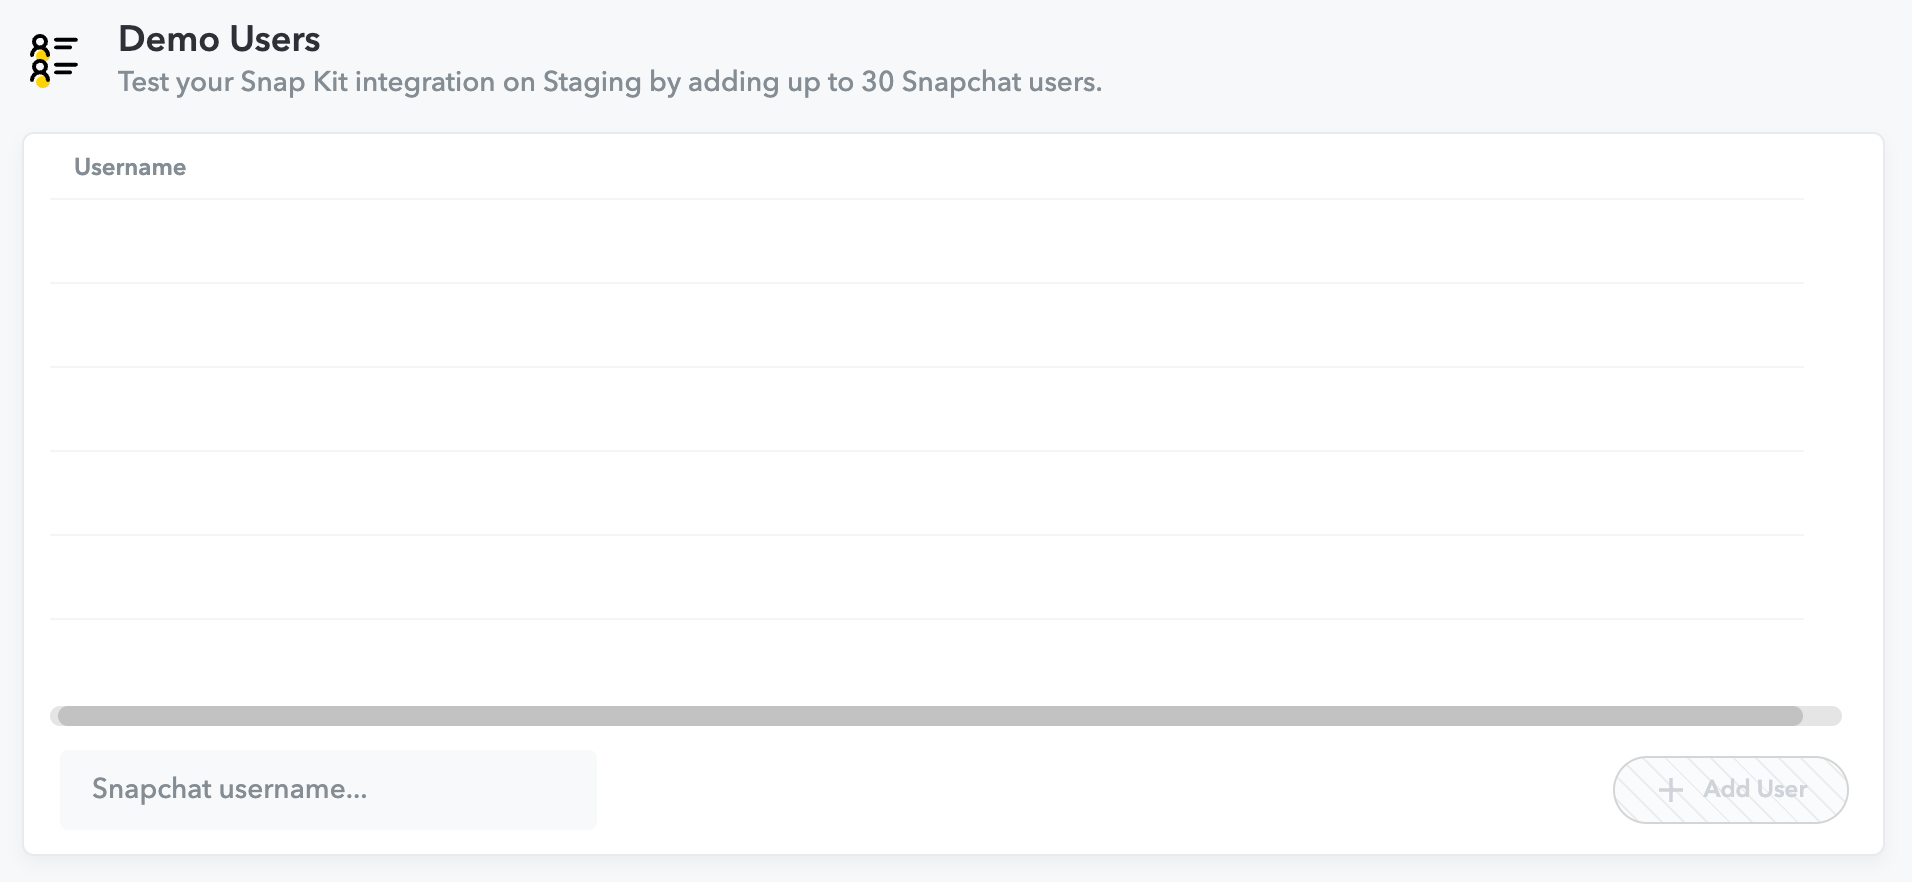 Demo Users
Test your Snap Kit integration on Staging by adding up to 30 Snapchat users.
Username
Snapchat username...
+ Add User